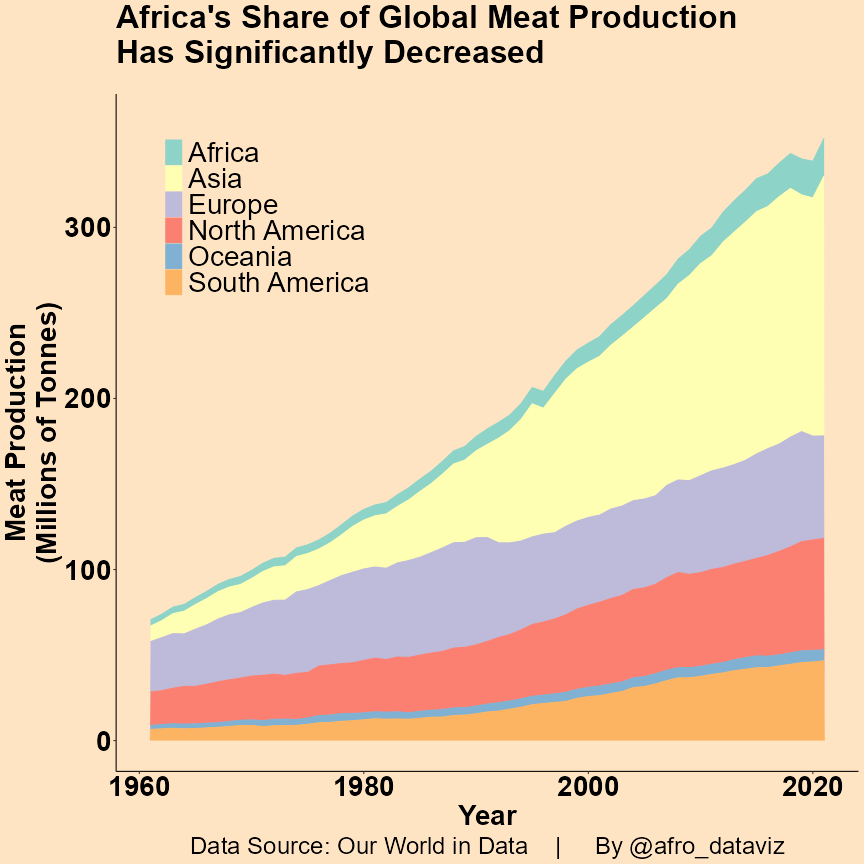 Africa's Share of Global Meat Production
Has Significantly Decreased
Africa
Asia
Europe
North America
Oceania
South America
Meat Production
(Millions of Tonnes)
300
200
100
0
1960 1980 2000 2020
Year
Data Source: Our World in Data | By @afro_dataviz